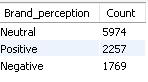 Brand_perception Count
Neutral 5974
Positive 2257
Negative 1769